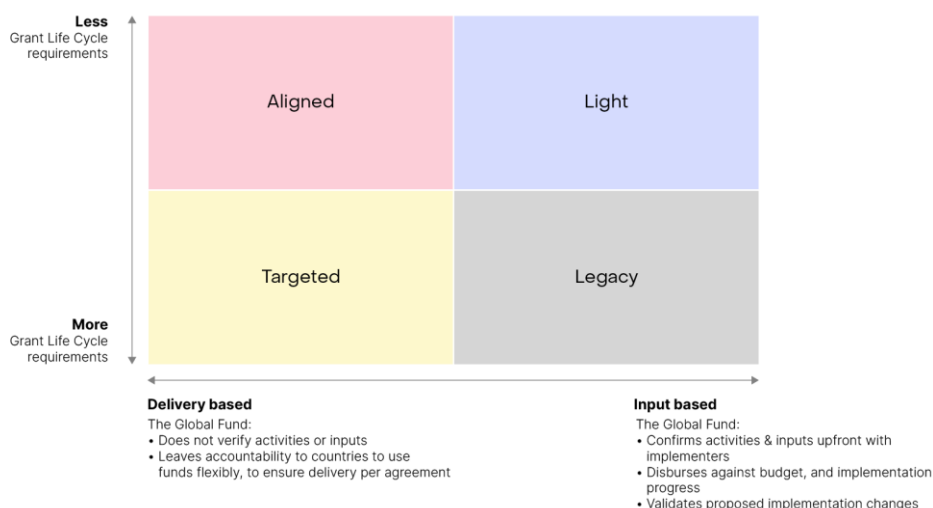 Less
Grant Life Cycle
requirements
Aligned
Light
Targeted
Legacy
More
Grant Life Cycle
requirements
Delivery based
The Global Fund:
• Does not verify activities or inputs
• Leaves accountability to countries to use
funds flexibly, to ensure delivery per agreement
Input based
The Global Fund:
• Confirms activities & inputs upfront with
implementers
• Disburses against budget, and implementation
progress
• Validates proposed implementation changes